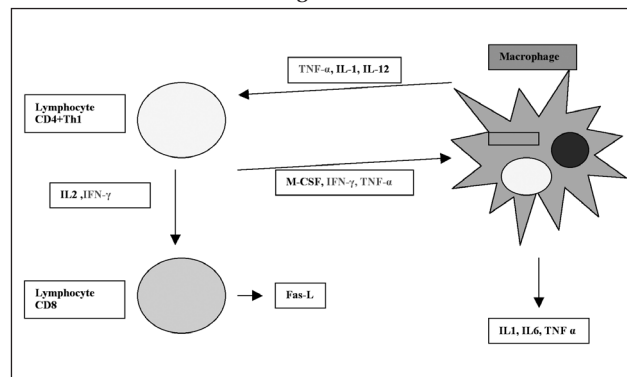 Macrophage
TNF-α, IL-1, IL-12
Lymphocyte
CD4+Th1
M-CSF, IFN-γ, TNF-α
IL2 ,IFN-γ
Lymphocyte
CD8
Fas-L
IL1, IL6, TNF α